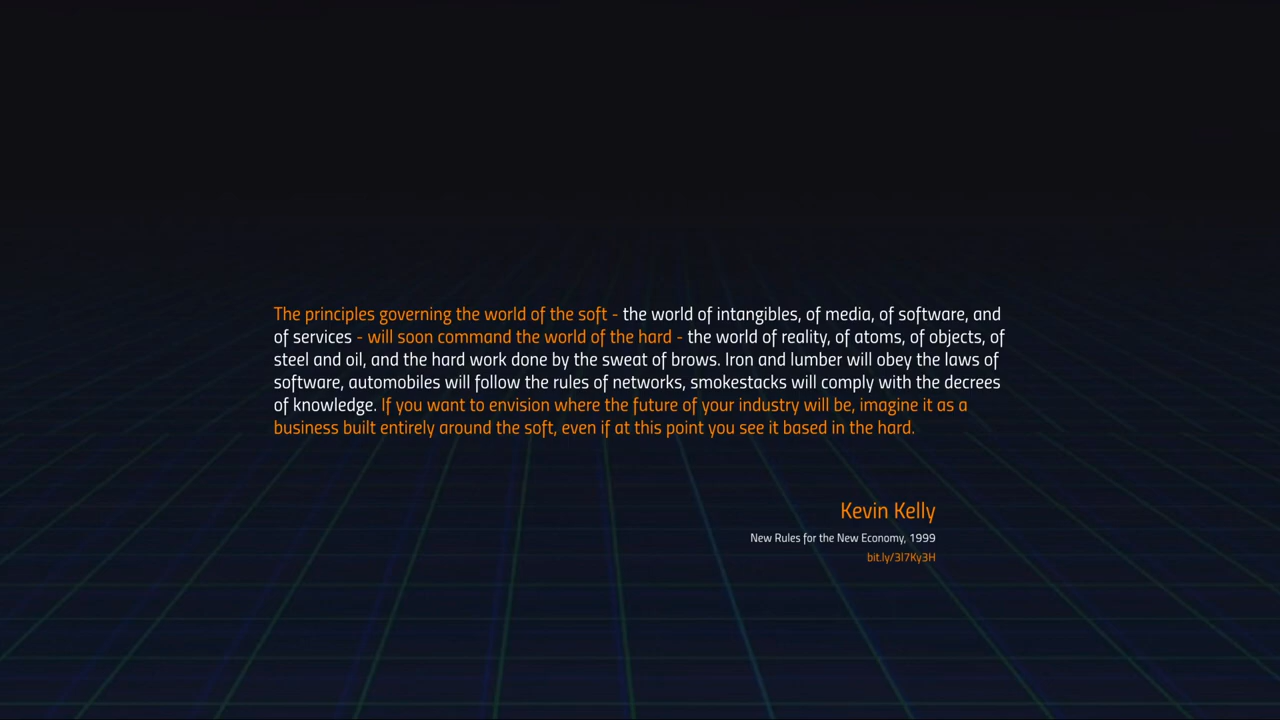 The principles governing the world of the soft - the world of intangibles, of media, of software, and
of services - will soon command the world of the hard - the world of reality, of atoms, of objects, of
steel and oil, and the hard work done by the sweat of brows. Iron and lumber will obey the laws of
software, automobiles will follow the rules of networks, smokestacks will comply with the decrees
of knowledge. If you want to envision where the future of your industry will be, imagine it as a
business built entirely around the soft, even if at this point you see it based in the hard.
Kevin Kelly
New Rules for the New Economy, 1999
bit.ly/3l7Ky3H